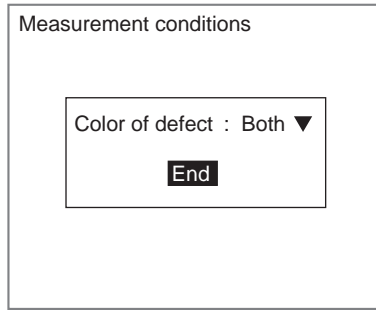 Measurement conditions
Color of defect : Both ▼
End